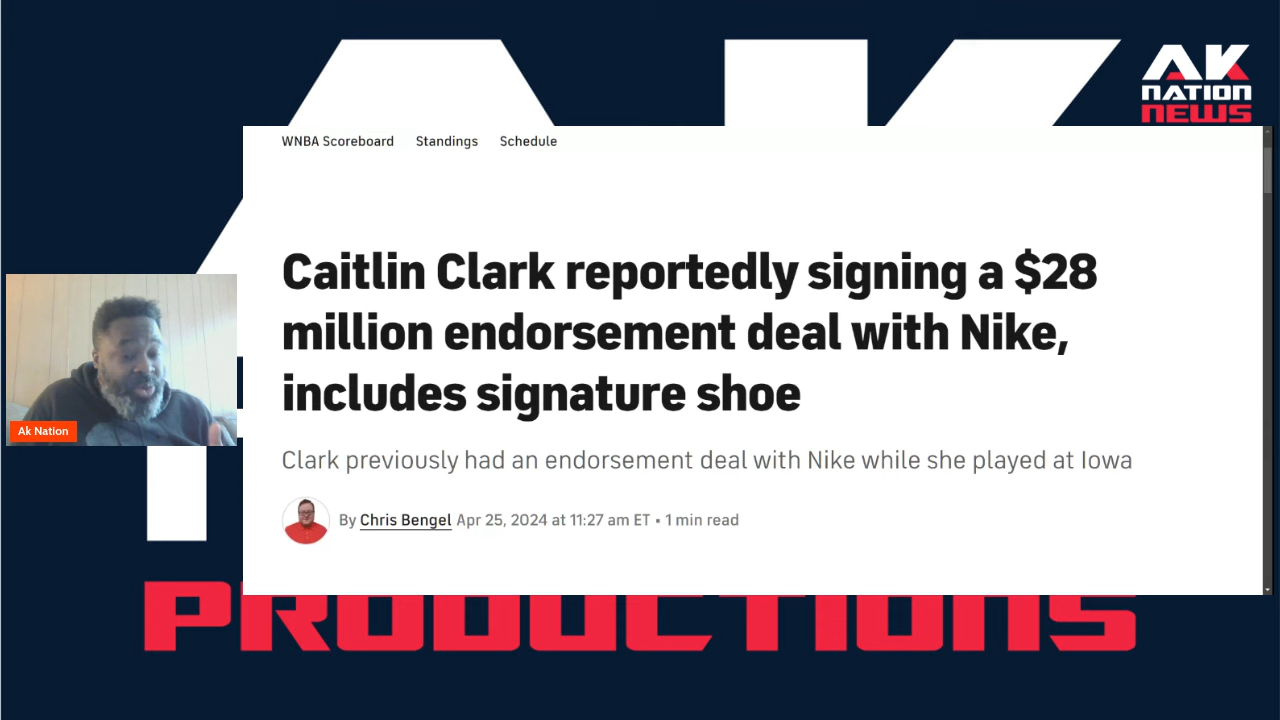 AK
NATION
NEWS
WNBA Scoreboard Standings Schedule
Caitlin Clark reportedly signing a $28
million endorsement deal with Nike,
includes signature shoe
Clark previously had an endorsement deal with Nike while she played at Iowa
By Chris Bengel Apr 25, 2024 at 11:27 am ET • 1 min read
Ak Nation
PRODUCTIONS